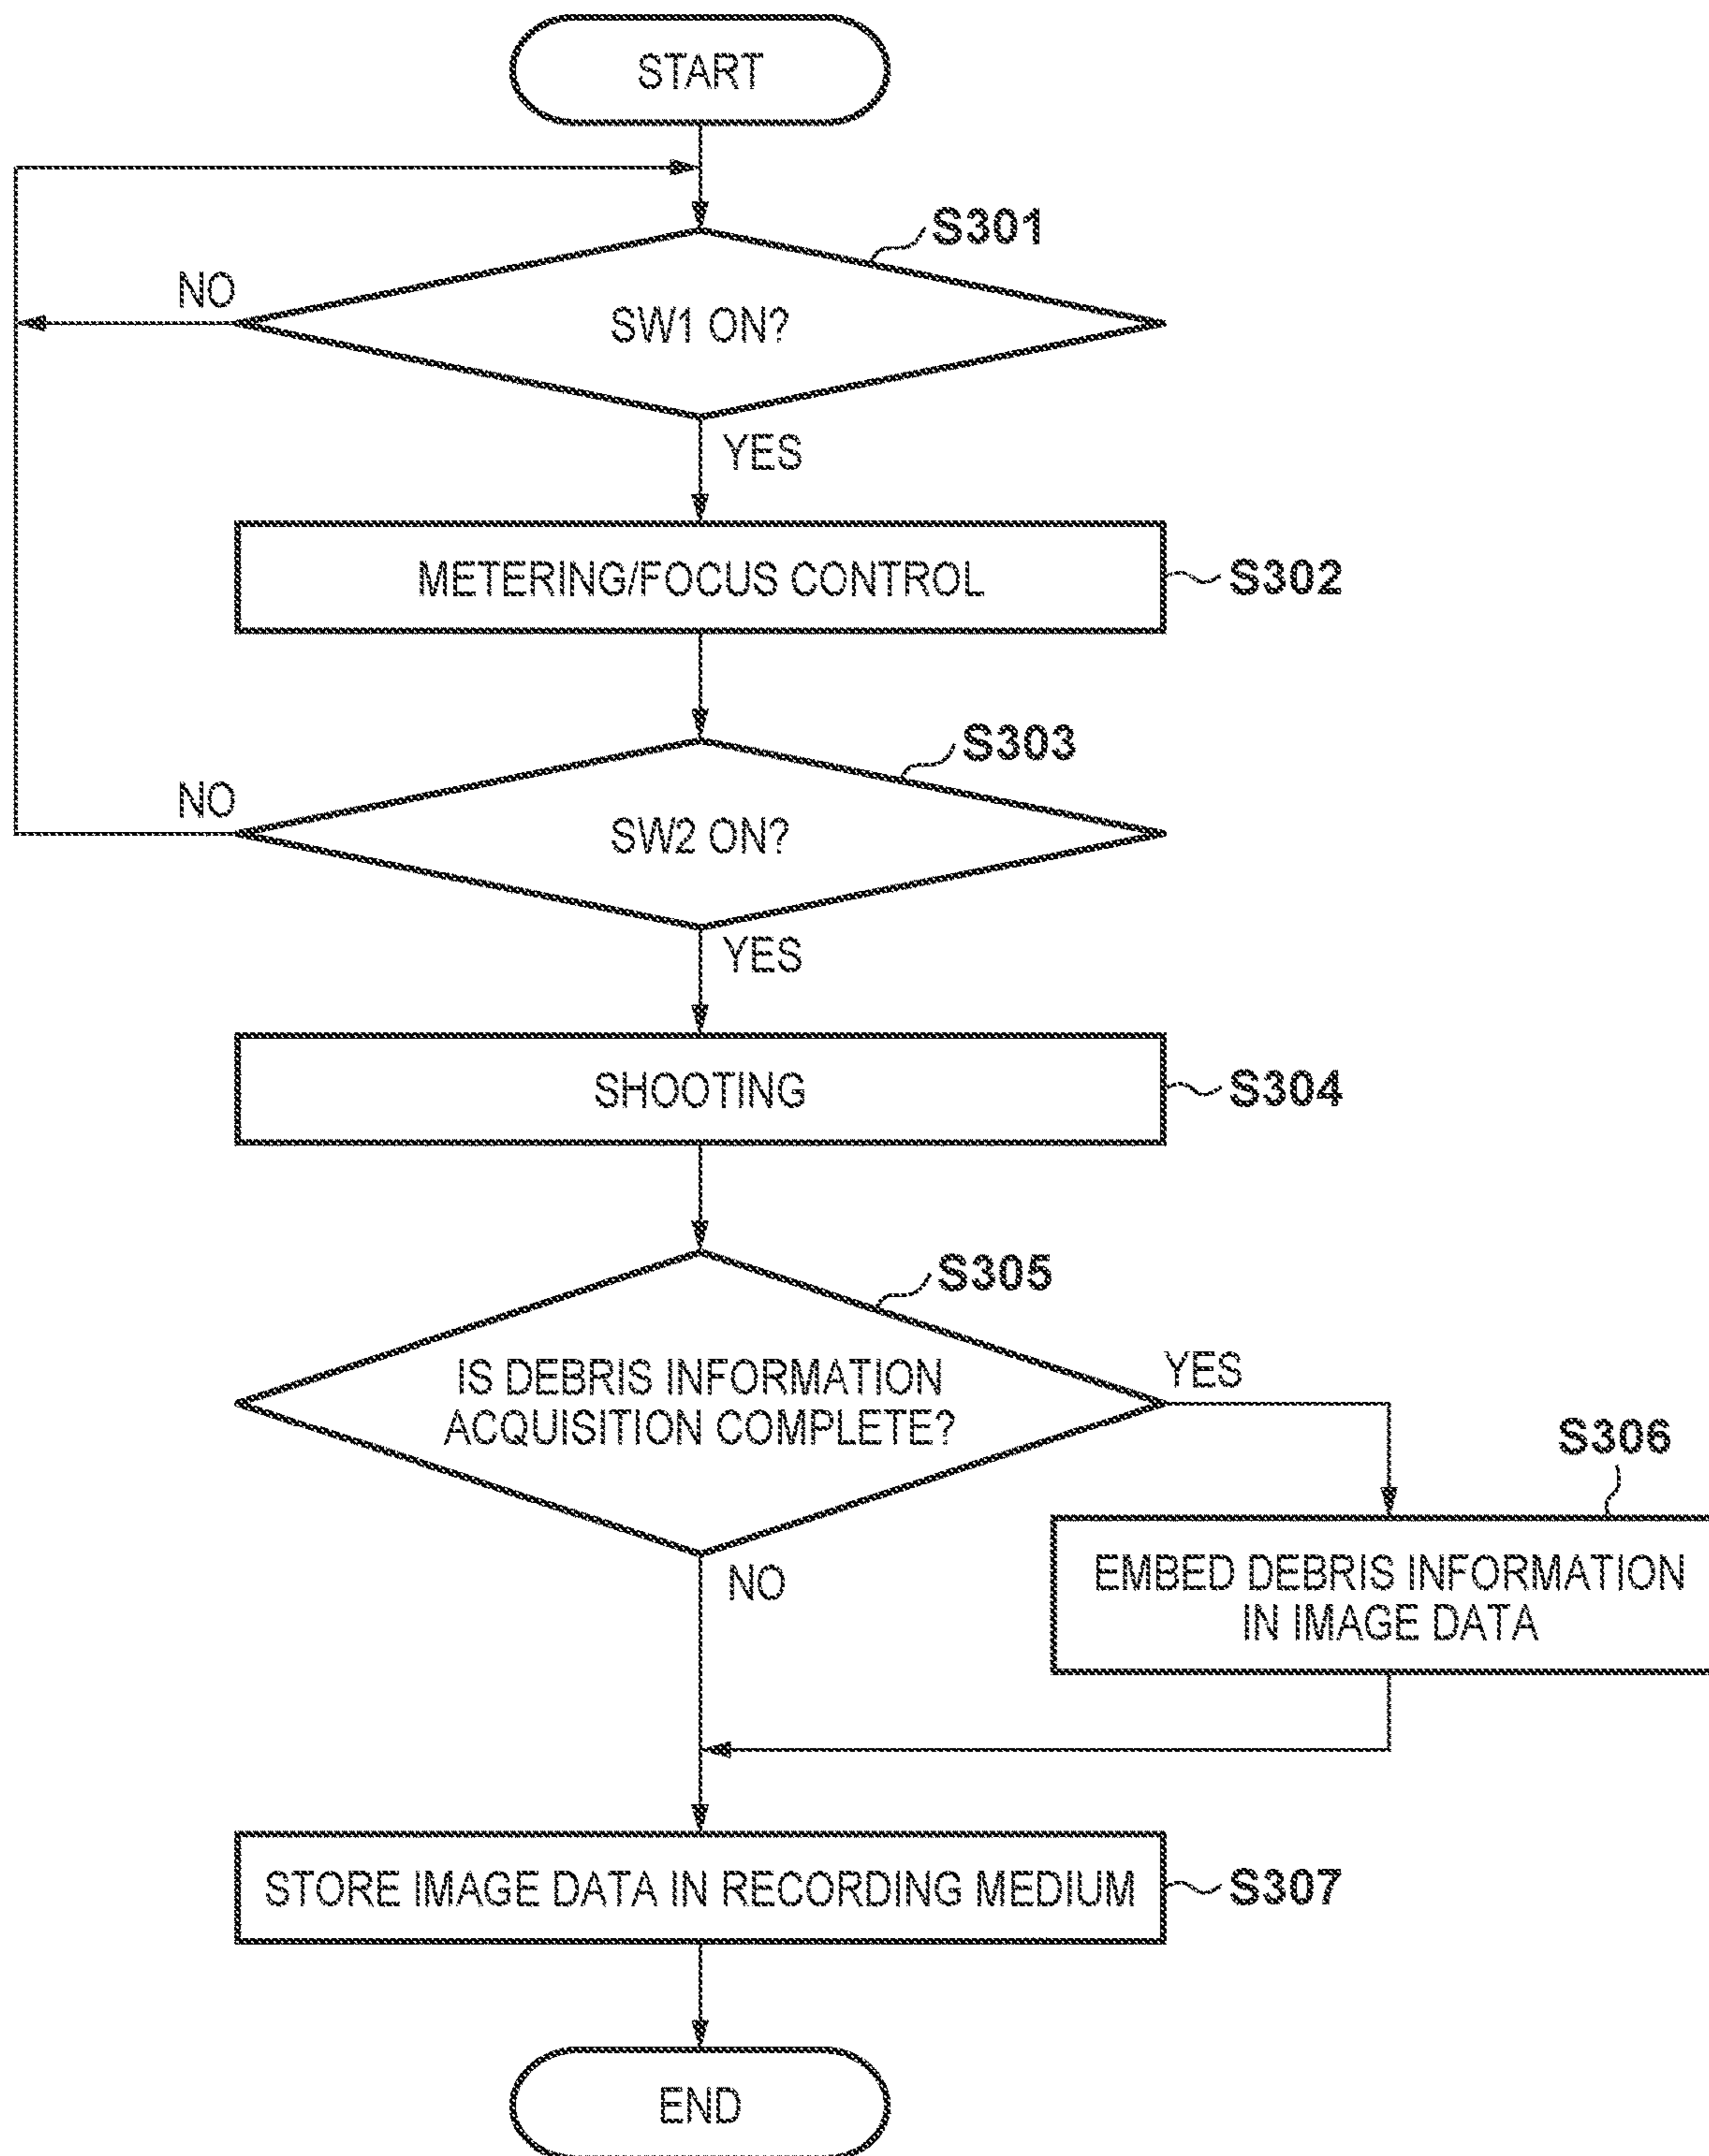 START
S301
NO
SW1 ON?
YES
METERING/FOCUS CONTROL
S302
S303
NO
SW2 ON?
YES
SHOOTING
S304
S305
IS DEBRIS INFORMATION
ACQUISITION COMPLETE?
YES
S306
NO
EMBED DEBRIS INFORMATION
IN IMAGE DATA
STORE IMAGE DATA IN RECORDING MEDIUM
S307
END